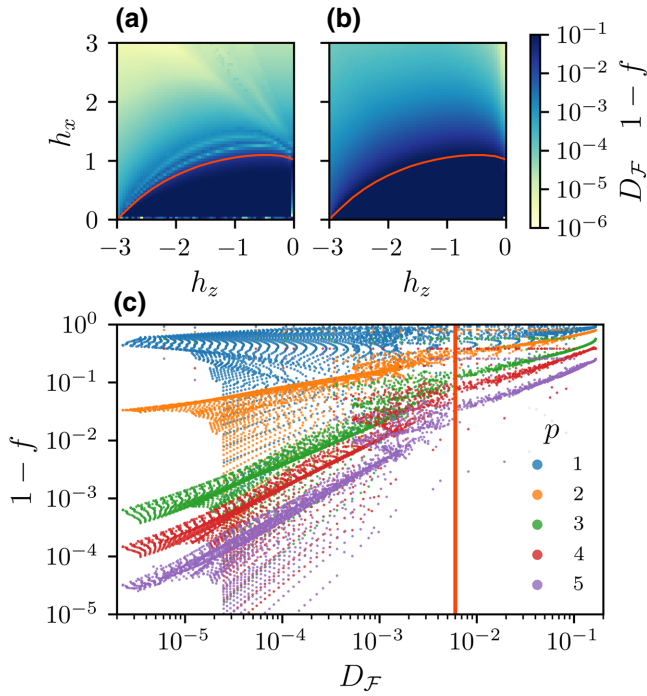 (a) (b)
3
2
1
0
h_x
−3 −2 −1 0
h_z
−3 −2 −1 0
h_z
10^{-1}
10^{-2}
10^{-3}
10^{-4}
10^{-5}
10^{-6}
D_ℱ 1 − f
(c)
10^0
10^{-1}
10^{-2}
10^{-3}
10^{-4}
10^{-5}
1 − f
p
1
2
3
4
5
10^{-5} 10^{-4} 10^{-3} 10^{-2} 10^{-1}
D_ℱ